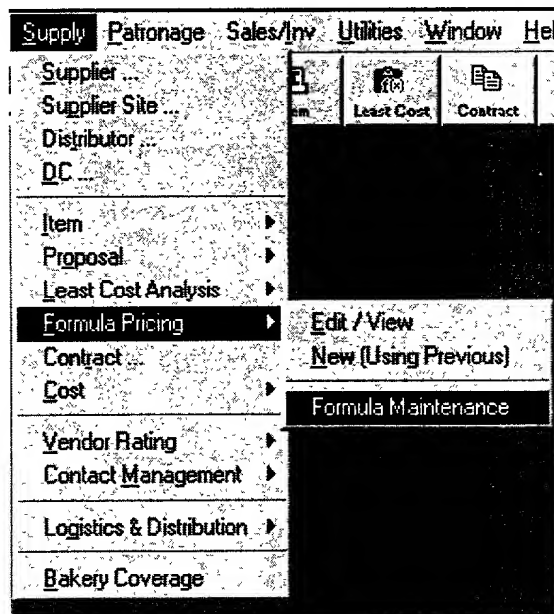 Supply Patronage Sales/Inv Utilities Window Hel
Supplier ...
Supplier Site ...
Distributor ...
DC ...
Least Cost Contract
Item
Proposal
Least Cost Analysis
Formula Pricing
Edit / View
Contract ...
New (Using Previous)
Cost
Formula Maintenance
Vendor Rating
Contact Management
Logistics & Distribution
Bakery Coverage